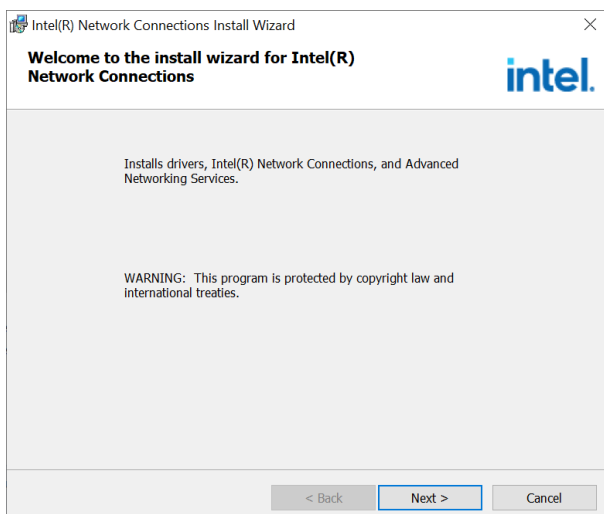 Intel(R) Network Connections Install Wizard
Welcome to the install wizard for Intel(R)
Network Connections
intel.
Installs drivers, Intel(R) Network Connections, and Advanced
Networking Services.
WARNING:  This program is protected by copyright law and
international treaties.
< Back
Next >
Cancel